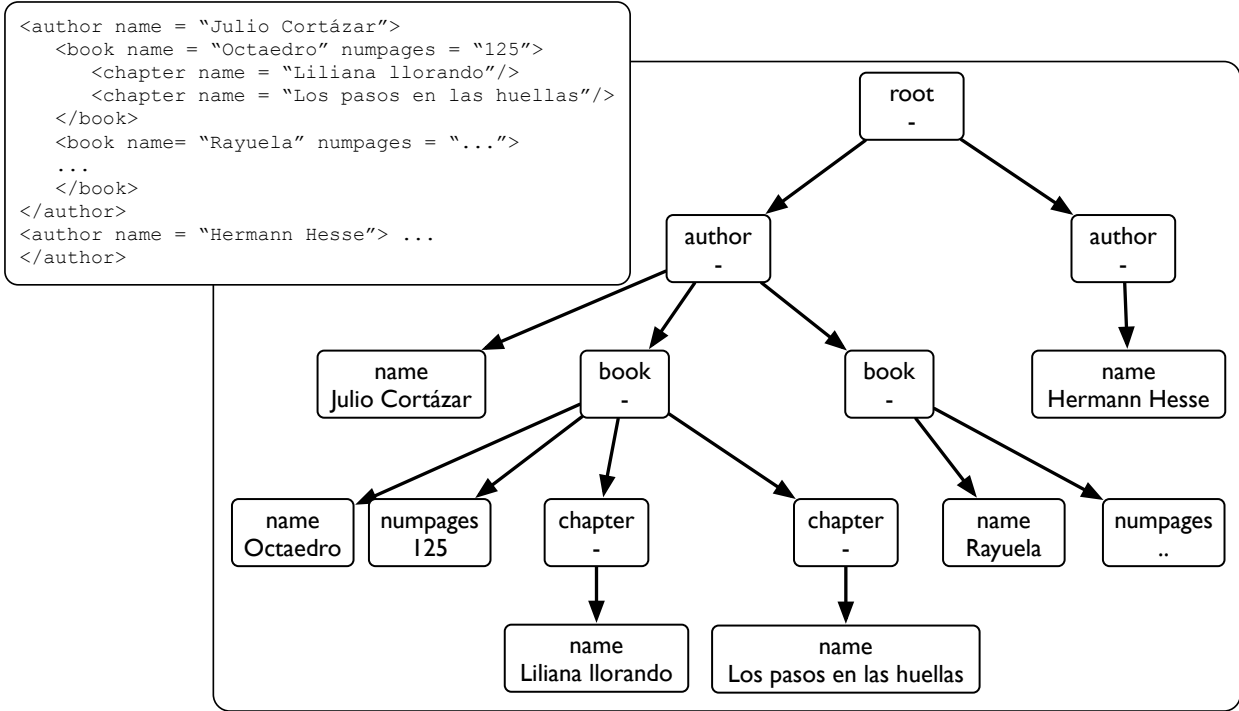 <author name = “Julio Cortázar”>
<book name = “Octaedro” numpages = “125”>
<chapter name = “Liliana llorando”/>
<chapter name = “Los pasos en las huellas”/>
</book>
<book name= “Rayuela” numpages = “...”>
...
</book>
</author>
<author name = “Hermann Hesse”> ...
</author>
root
-
author
-
author
-
name
Julio Cortázar
book
-
book
-
name
Hermann Hesse
name
Octaedro
numpages
125
chapter
-
chapter
-
name
Rayuela
numpages
..
name
Liliana llorando
name
Los pasos en las huellas